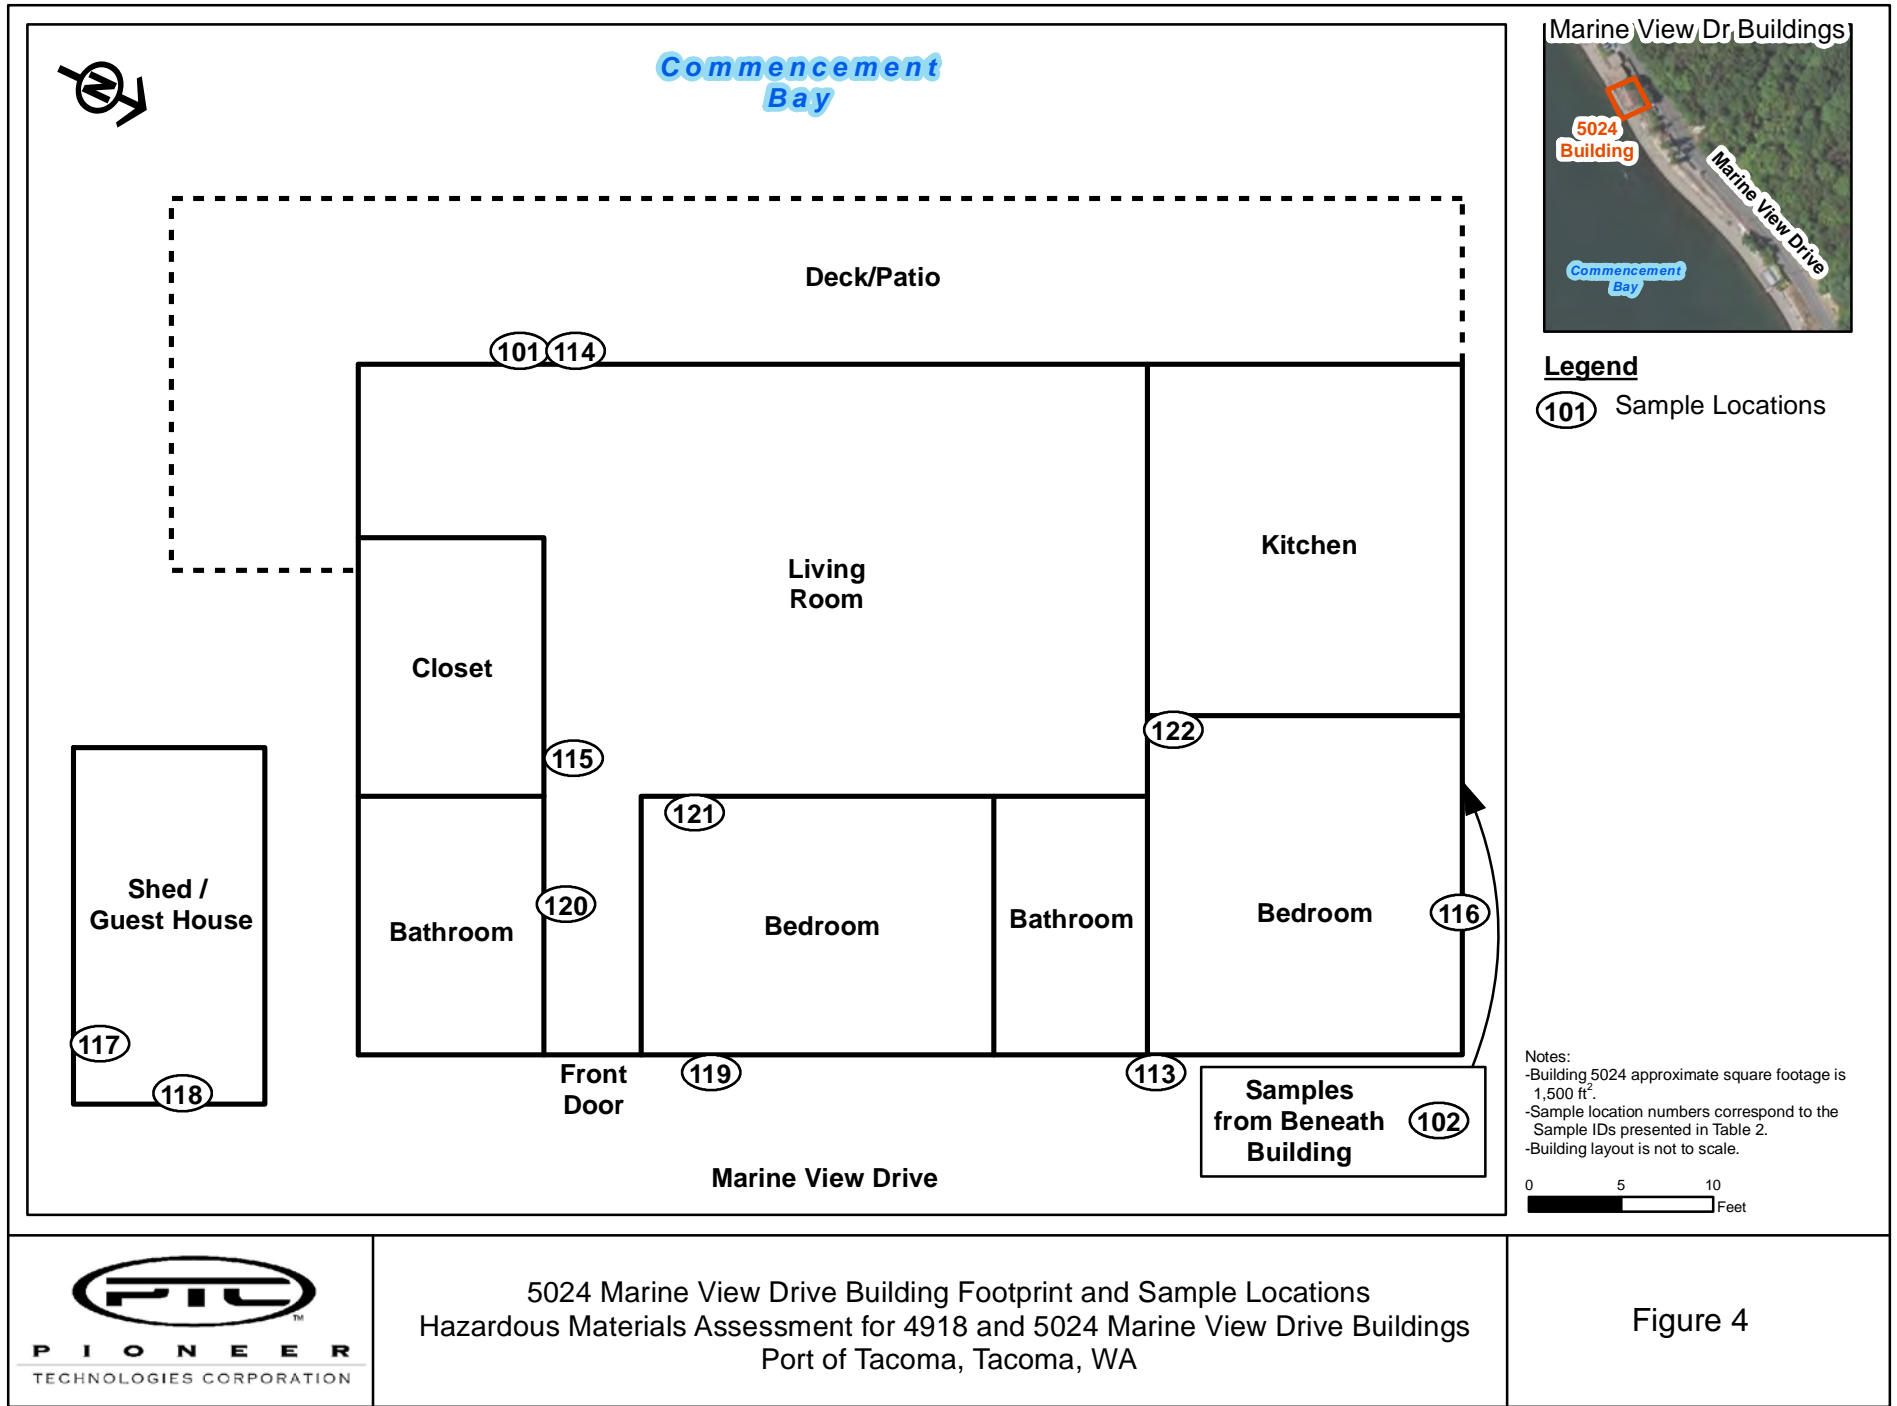 N
Commencement
Bay
Deck/Patio
101
114
Living
Room
Kitchen
Closet
115
122
121
120
Shed /
Guest House
Bathroom
Bedroom
Bathroom
Bedroom
116
117
118
Front
Door
119
113
Samples
from Beneath
Building
102
Marine View Drive
Marine View Dr Buildings
5024
Building
Marine View Drive
Commencement
Bay
Legend
101 Sample Locations
Notes:
-Building 5024 approximate square footage is
1,500 ft².
-Sample location numbers correspond to the
Sample IDs presented in Table 2.
-Building layout is not to scale.
0 5 10
Feet
PTC
TM
PIONEER
TECHNOLOGIES CORPORATION
5024 Marine View Drive Building Footprint and Sample Locations
Hazardous Materials Assessment for 4918 and 5024 Marine View Drive Buildings
Port of Tacoma, Tacoma, WA
Figure 4